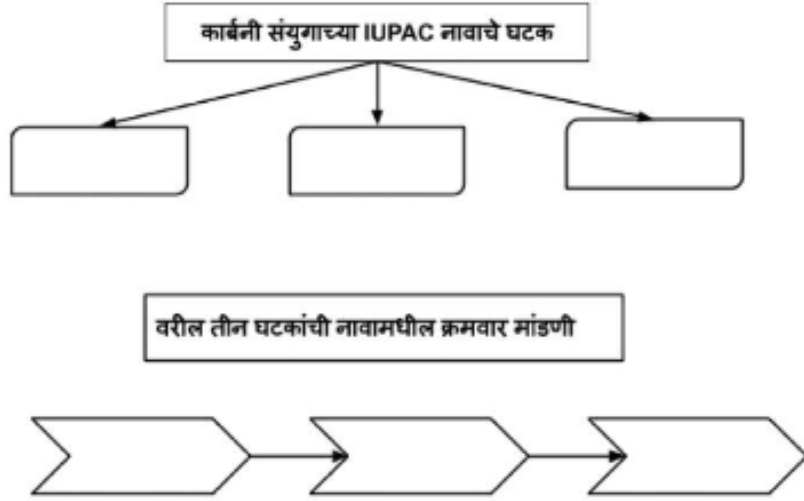 कार्बनी संयुगाच्या IUPAC नावाचे घटक
वरील तीन घटकांची नावामधील क्रमवार मांडणी